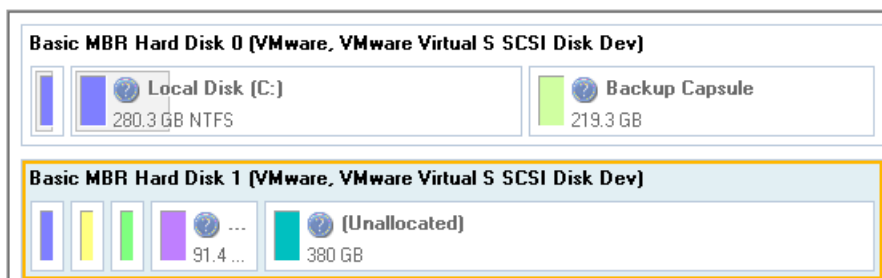 Basic MBR Hard Disk 0 (VMware, VMware Virtual S SCSI Disk Dev)
Local Disk (C:)
280.3 GB NTFS
Backup Capsule
219.3 GB
Basic MBR Hard Disk 1 (VMware, VMware Virtual S SCSI Disk Dev)
...
91.4 ...
(Unallocated)
380 GB